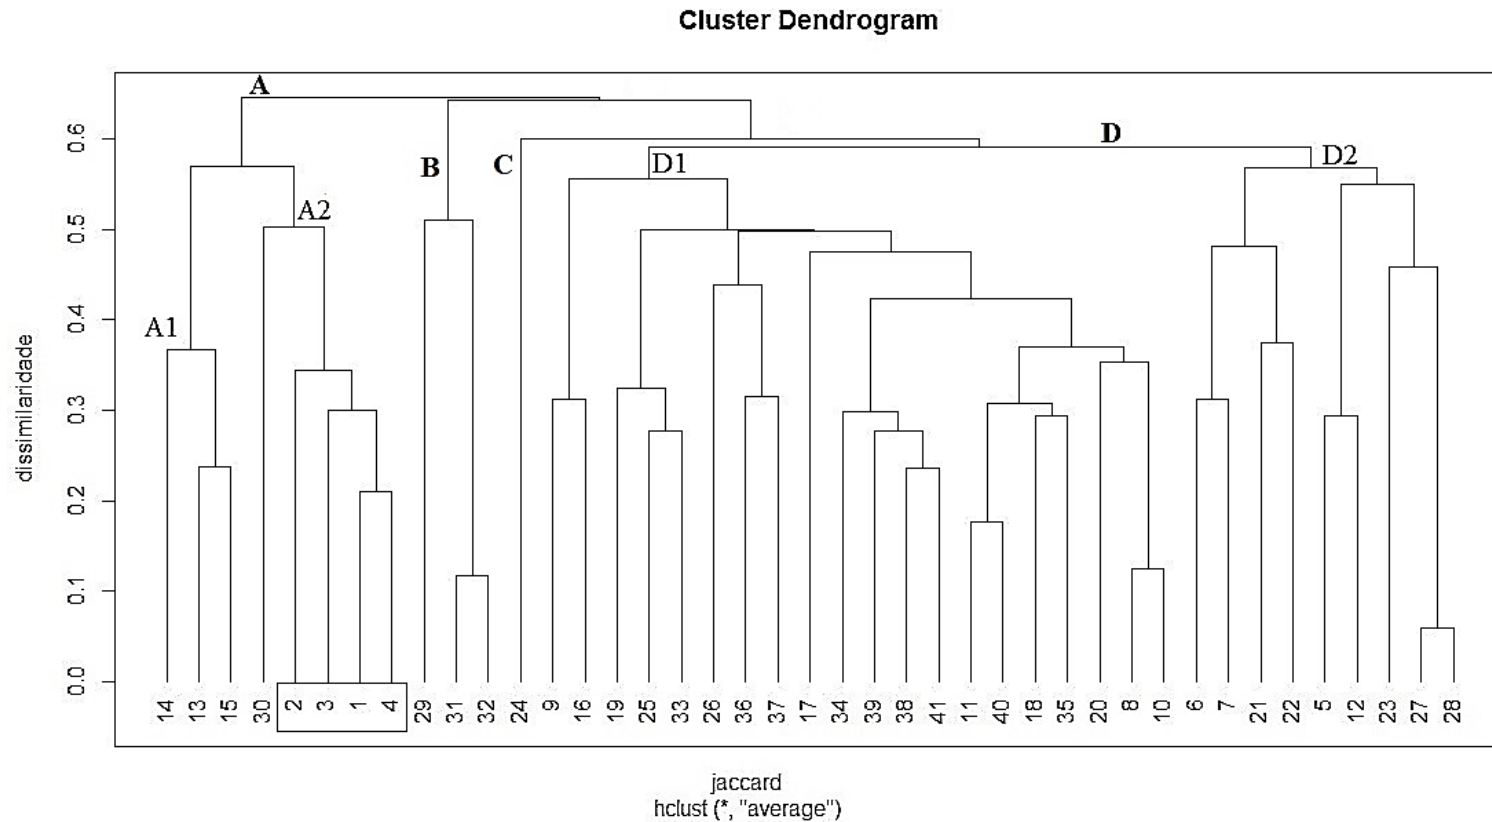 Cluster Dendrogram
A
0.6
D
B
C
D1
D2
A2
0.5
0.4
A1
dissimilaridade
0.3
0.2
0.1
0.0
14 13 15 30 2 3 1 4 29 31 32 24 9 16 19 25 33 26 36 37 17 34 39 38 41 11 40 18 35 20 8 10 6 7 21 22 5 12 23 27 28
jaccard
hclust (*, "average")